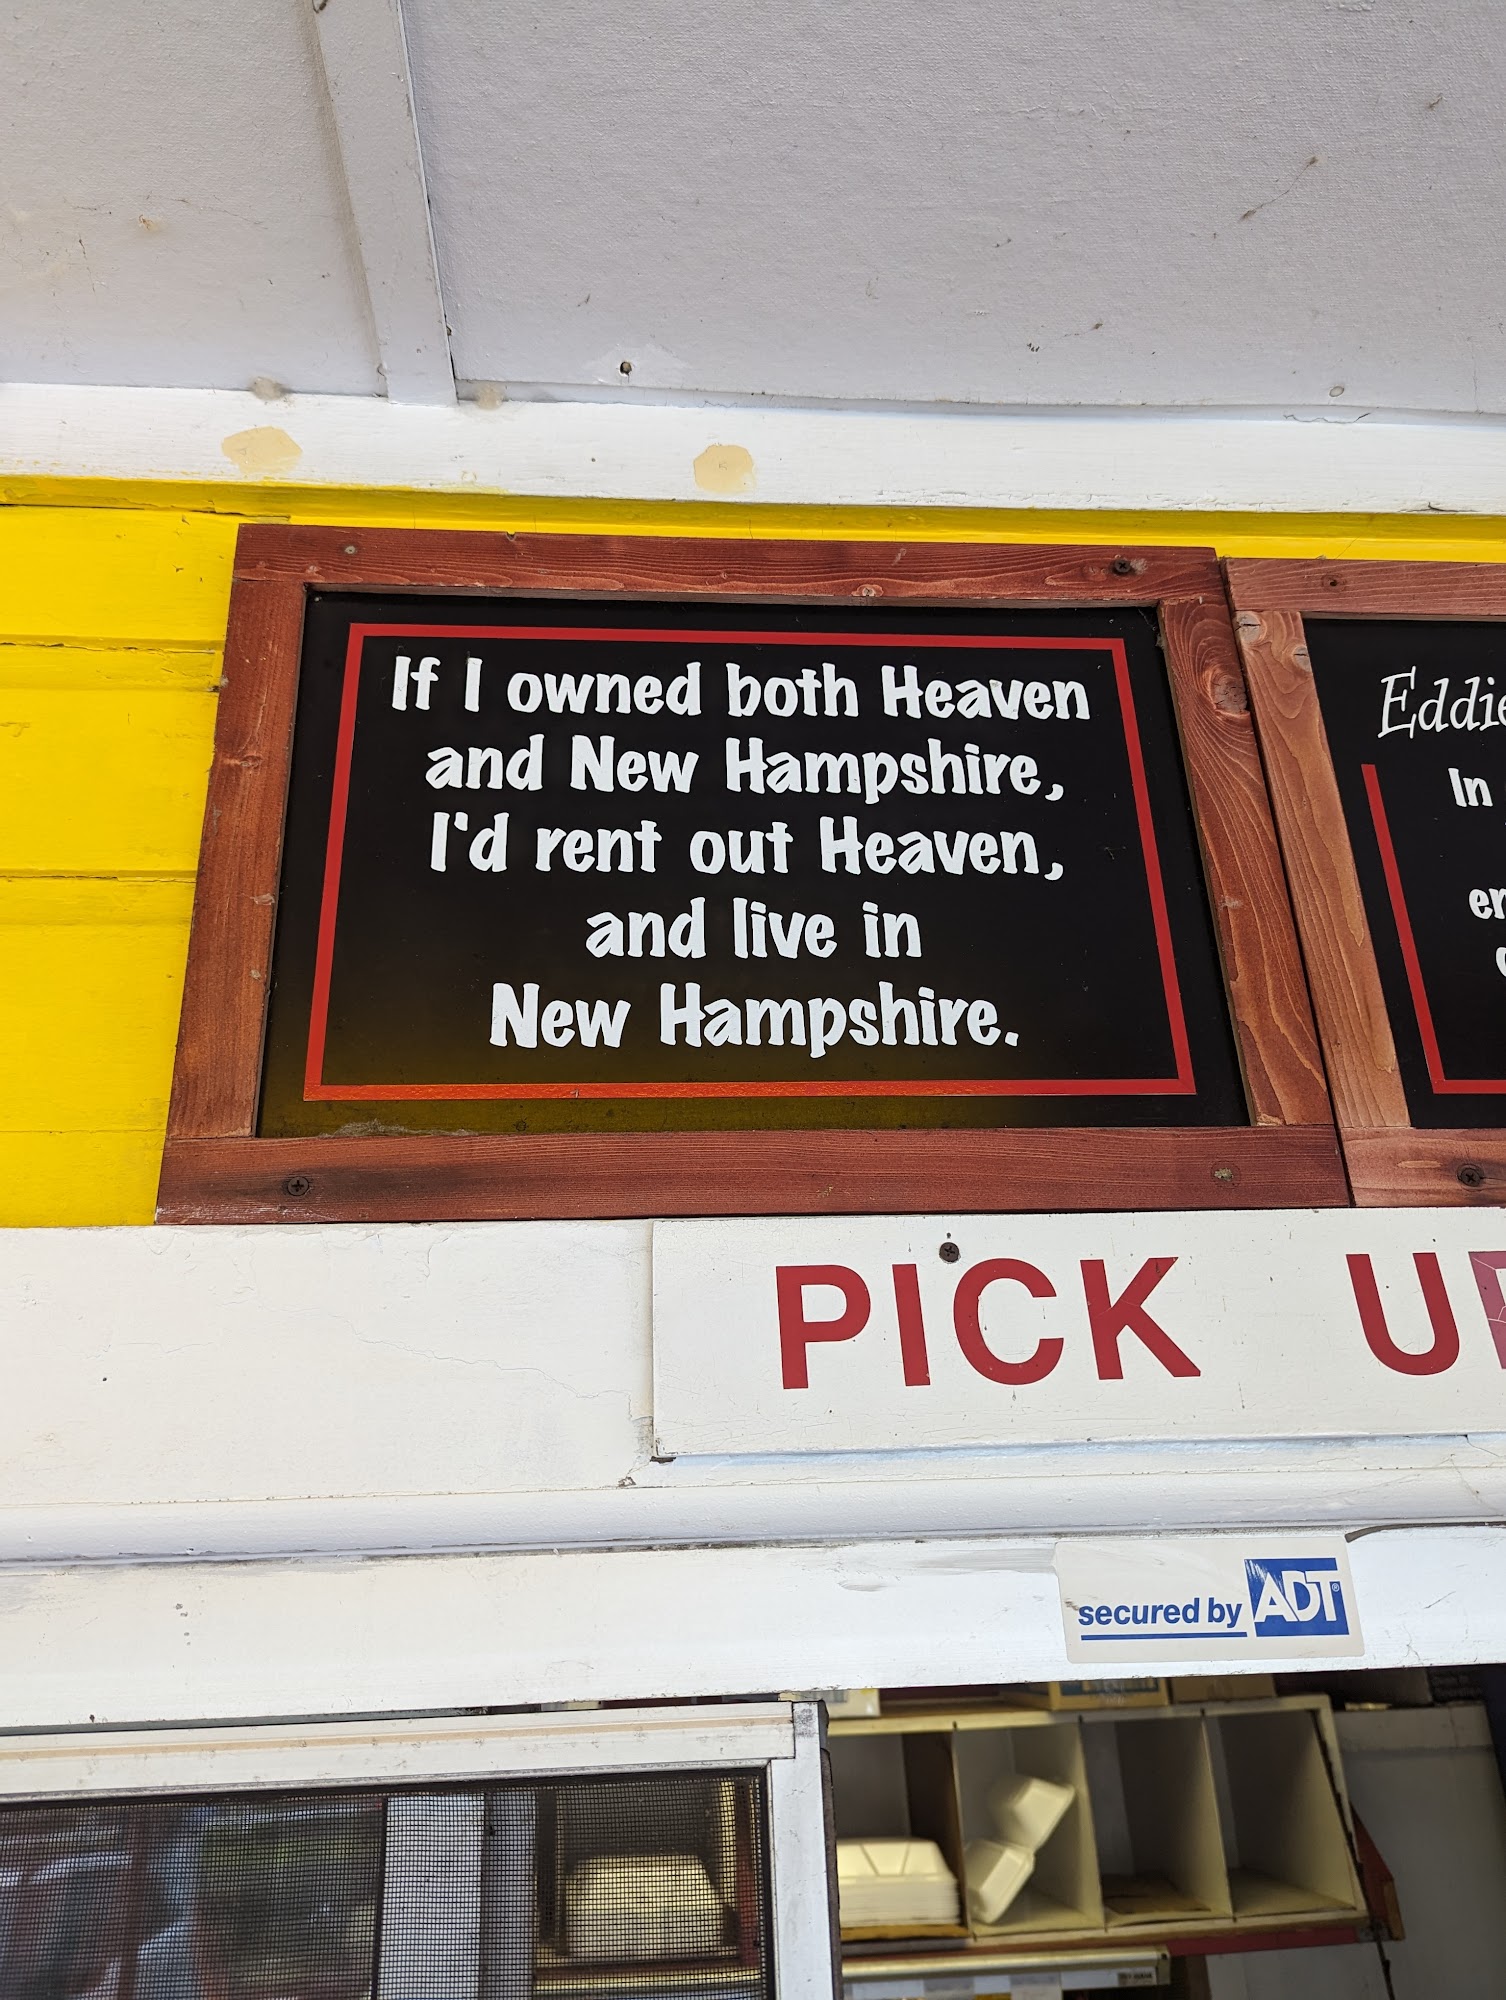 If I owned both Heaven
and New Hampshire,
I'd rent out Heaven,
and live in
New Hampshire.
In
PICK
secured by ADT